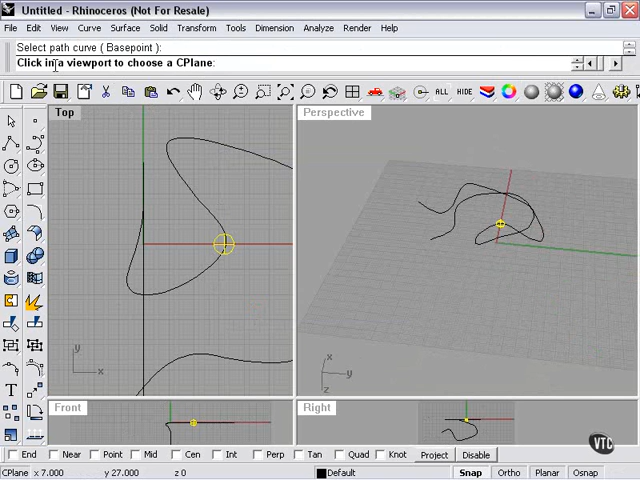 Untitled - Rhinoceros (Not For Resale)
File Edit View Curve Surface Solid Mesh Dimension Transform Tools Analyze Render Help
Select path curve ( Basepoint ):
Click in a viewport to choose a CPlane:
ALL HIDE
Top
Perspective
y
x
x
y
z
T
Front
Right
VTC
End Near Point Mid Cen Int Perp Tan Quad Knot Project Disable
CPlane x 7.000 y 27.000 z 0 Default Snap Ortho Planar Osnap